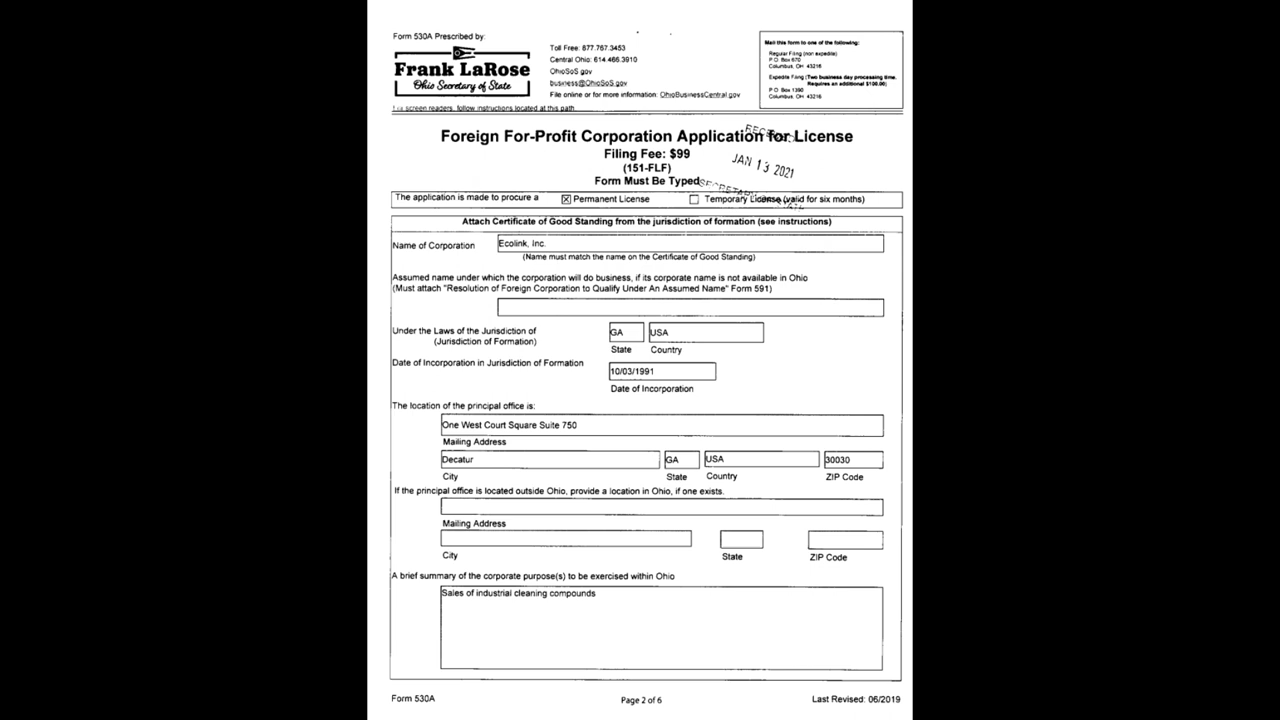 Form 530A Prescribed by:
Frank LaRose
Ohio Secretary of State
Toll Free: 877.767.3453
Central Ohio: 614.466.3910
OhioSoS.gov
business@OhioSoS.gov
File online or for more information: OhioBusinessCentral.gov
Mail this form to one of the following:
Regular Filing (non expedite)
P.O. Box 670
Columbus, OH 43216
Expedite Filing (Two business day processing time.
Requires an additional $100.00)
P.O. Box 1390
Columbus, OH 43216
For screen readers, follow instructions located at this path.
Foreign For-Profit Corporation Application for License
Filing Fee: $99
(151-FLF)
Form Must Be Typed
JAN 13 2021
The application is made to procure a Permanent License Temporary License (valid for six months)
Attach Certificate of Good Standing from the jurisdiction of formation (see instructions)
Name of Corporation Ecolink, Inc.
(Name must match the name on the Certificate of Good Standing)
Assumed name under which the corporation will do business, if its corporate name is not available in Ohio
(Must attach "Resolution of Foreign Corporation to Qualify Under An Assumed Name" Form 591)
Under the Laws of the Jurisdiction of GA USA
(Jurisdiction of Formation)
State Country
Date of Incorporation in Jurisdiction of Formation
10/03/1991
Date of Incorporation
The location of the principal office is:
One West Court Square Suite 750
Mailing Address
Decatur GA USA 30030
City State Country ZIP Code
If the principal office is located outside Ohio, provide a location in Ohio, if one exists.
Mailing Address
City State ZIP Code
A brief summary of the corporate purpose(s) to be exercised within Ohio
Sales of industrial cleaning compounds
Form 530A Page 2 of 6 Last Revised: 06/2019